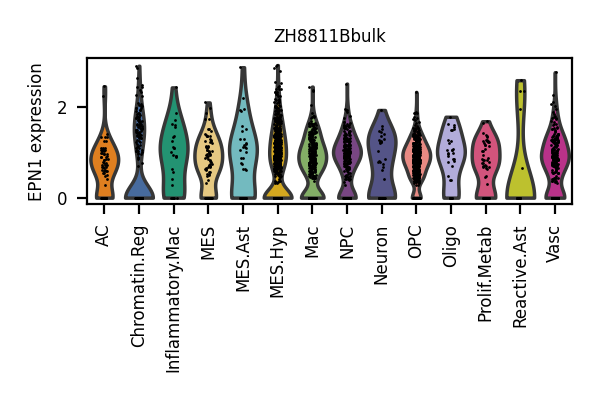 ZH8811Bbulk
EPN1 expression
2
0
AC
Chromatin.Reg
Inflammatory.Mac
MES
MES.Ast
MES.Hyp
Mac
NPC
Neuron
OPC
Oligo
Prolif.Metab
Reactive.Ast
Vasc